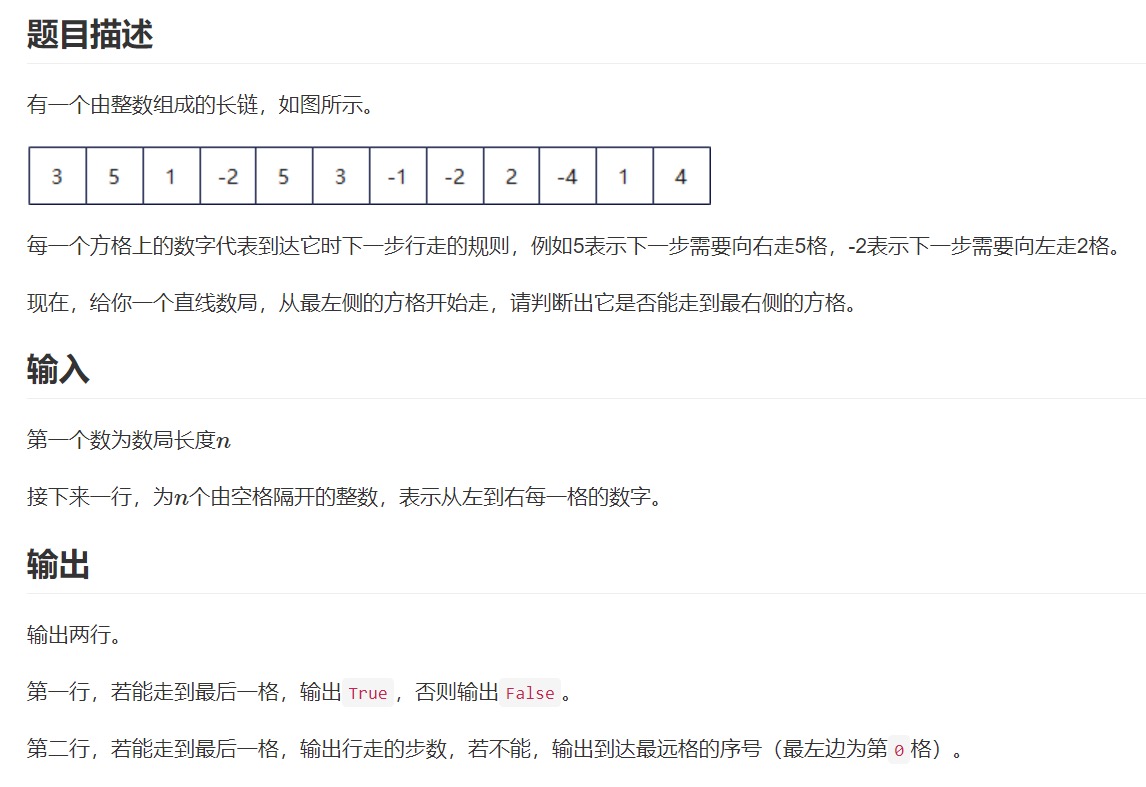 题目描述
有一个由整数组成的长链，如图所示。
3 5 1 -2 5 3 -1 -2 2 -4 1 4
每一个方格上的数字代表到达它时下一步行走的规则，例如5表示下一步需要向右走5格，-2表示下一步需要向左走2格。
现在，给你一个直线数局，从最左侧的方格开始走，请判断出它是否能走到最右侧的方格。
输入
第一个数为数局长度n
接下来一行，为n个由空格隔开的整数，表示从左到右每一格的数字。
输出
输出两行。
第一行，若能走到最后一格，输出True，否则输出False。
第二行，若能走到最后一格，输出行走的步数，若不能，输出到达最远格的序号（最左边为第0格）。